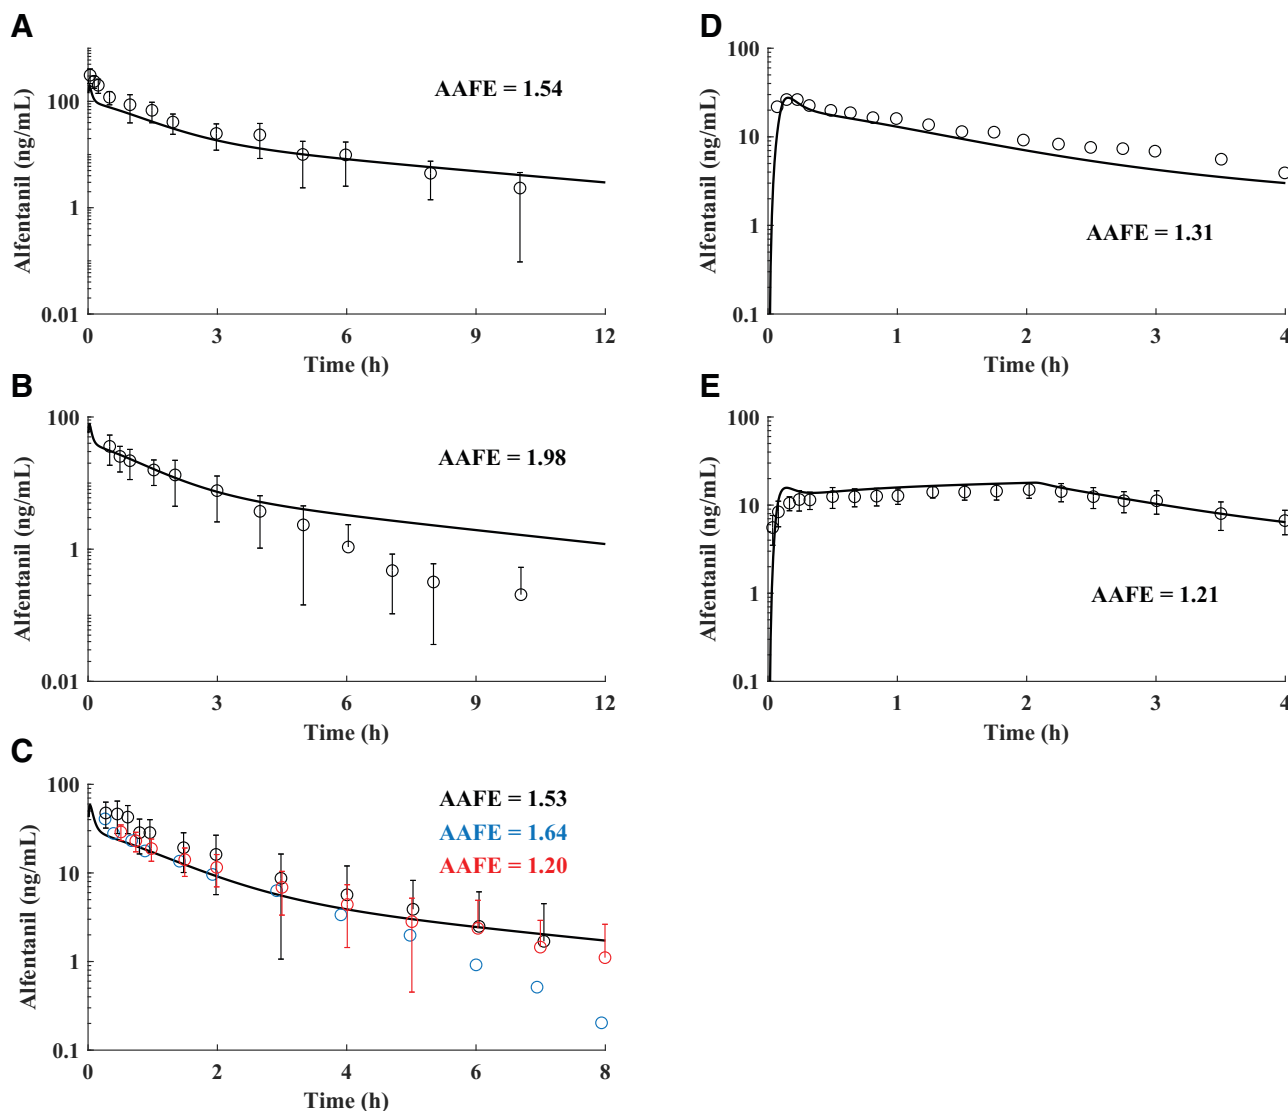 A
AAFE = 1.54
Alfentanil (ng/mL)
100
1
0.01
0 3 6 9 12
Time (h)
B
AAFE = 1.98
Alfentanil (ng/mL)
100
1
0.01
0 3 6 9 12
Time (h)
C
AAFE = 1.53
AAFE = 1.64
AAFE = 1.20
Alfentanil (ng/mL)
100
10
1
0.1
0 2 4 6 8
Time (h)
D
AAFE = 1.31
Alfentanil (ng/mL)
100
10
1
0.1
0 1 2 3 4
Time (h)
E
AAFE = 1.21
Alfentanil (ng/mL)
100
10
1
0.1
0 1 2 3 4
Time (h)